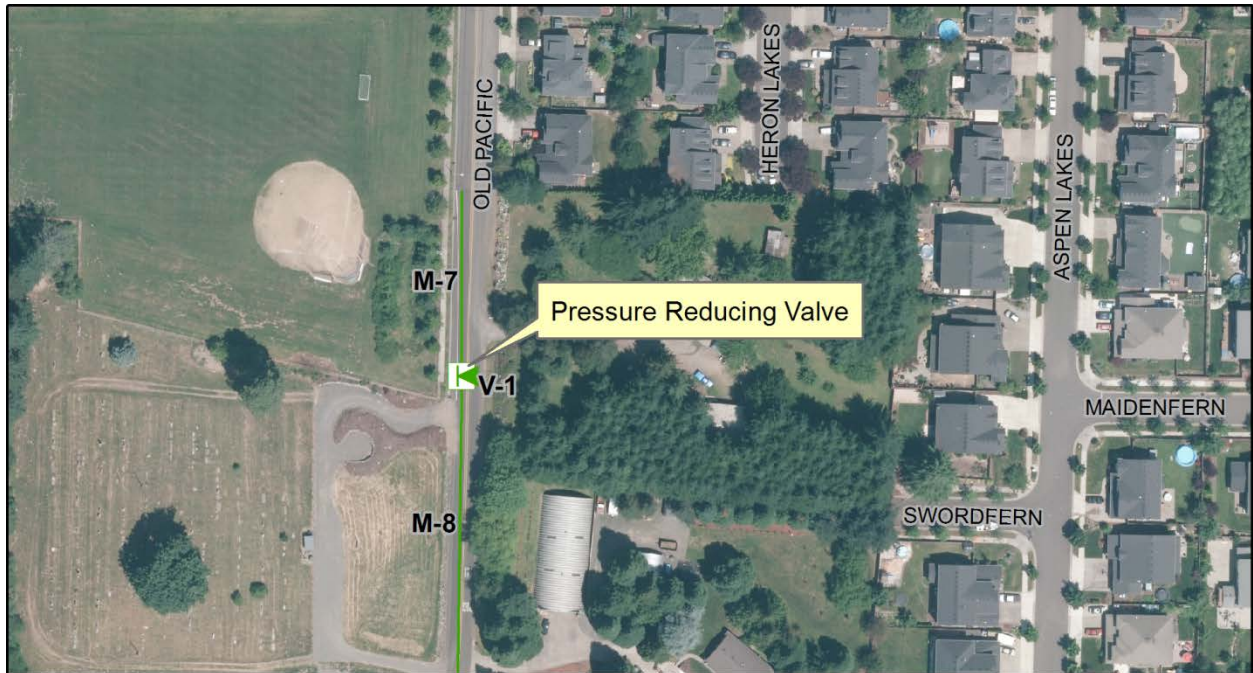 OLD PACIFIC
HERON LAKES
ASPEN LAKES
M-7
Pressure Reducing Valve
V-1
MAIDENFERN
M-8
SWORDFERN